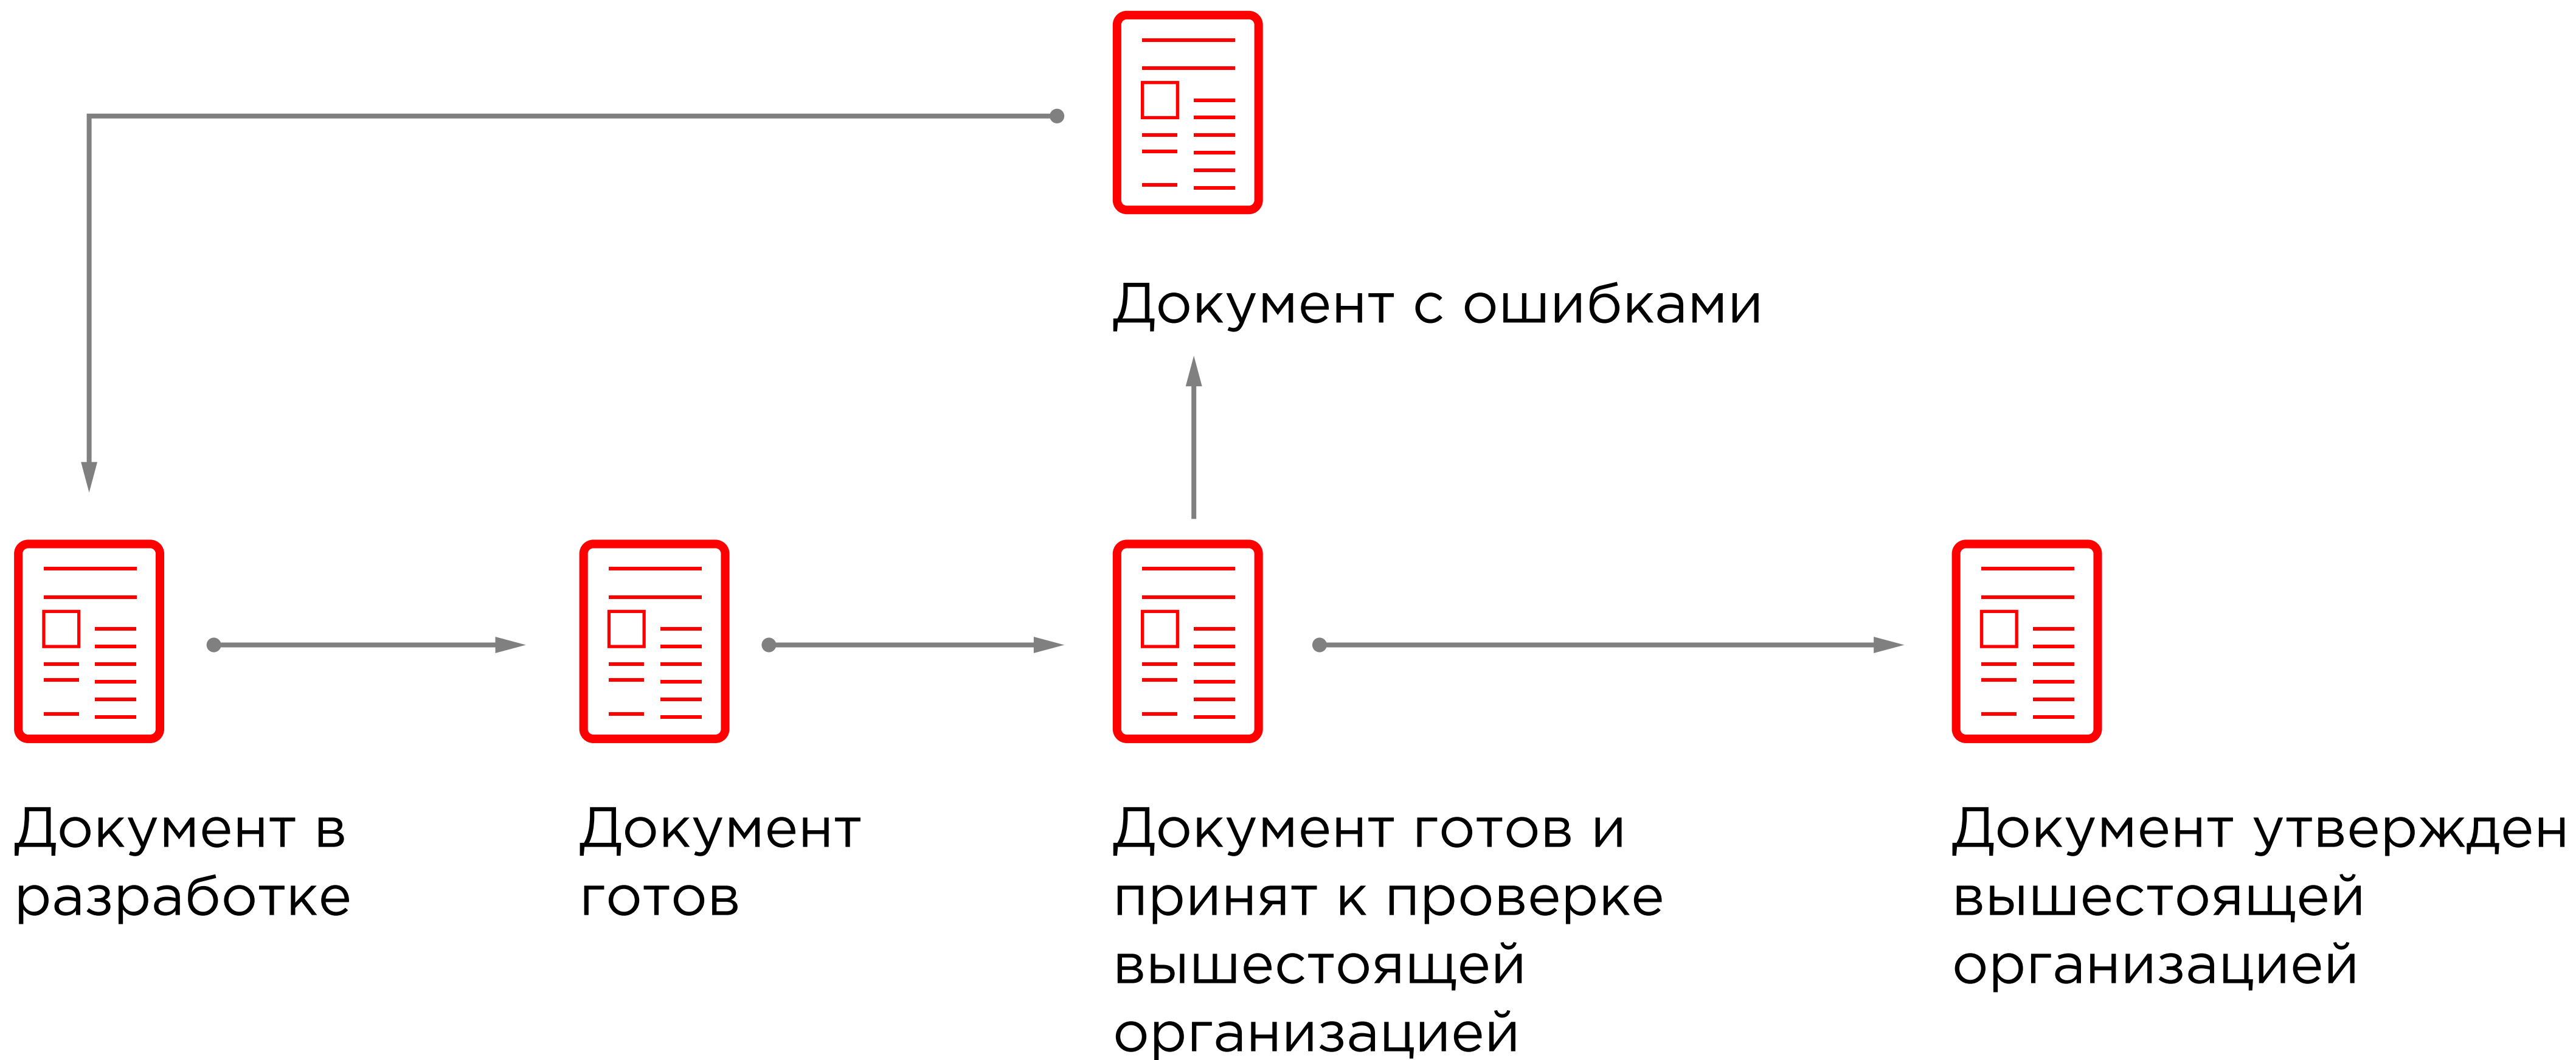 Документ с ошибками
Документ в
разработке
Документ
готов
Документ готов и
принят к проверке
вышестоящей
организацией
Документ утвержден
вышестоящей
организацией